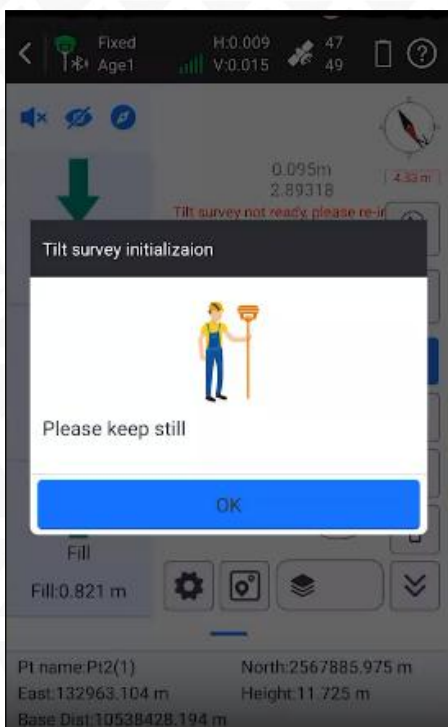 Fixed
Age1
H:0.009
V:0.015
47
49
0.095m
2.89318
4.33 m
Tilt survey not ready, please re-in
Tilt survey initializaion
Please keep still
OK
Fill
Fill:0.821 m
Pt name:Pt2(1)
North:2567885.975 m
East:132963.104 m
Height:11.725 m
Base Dist:10538428.194 m